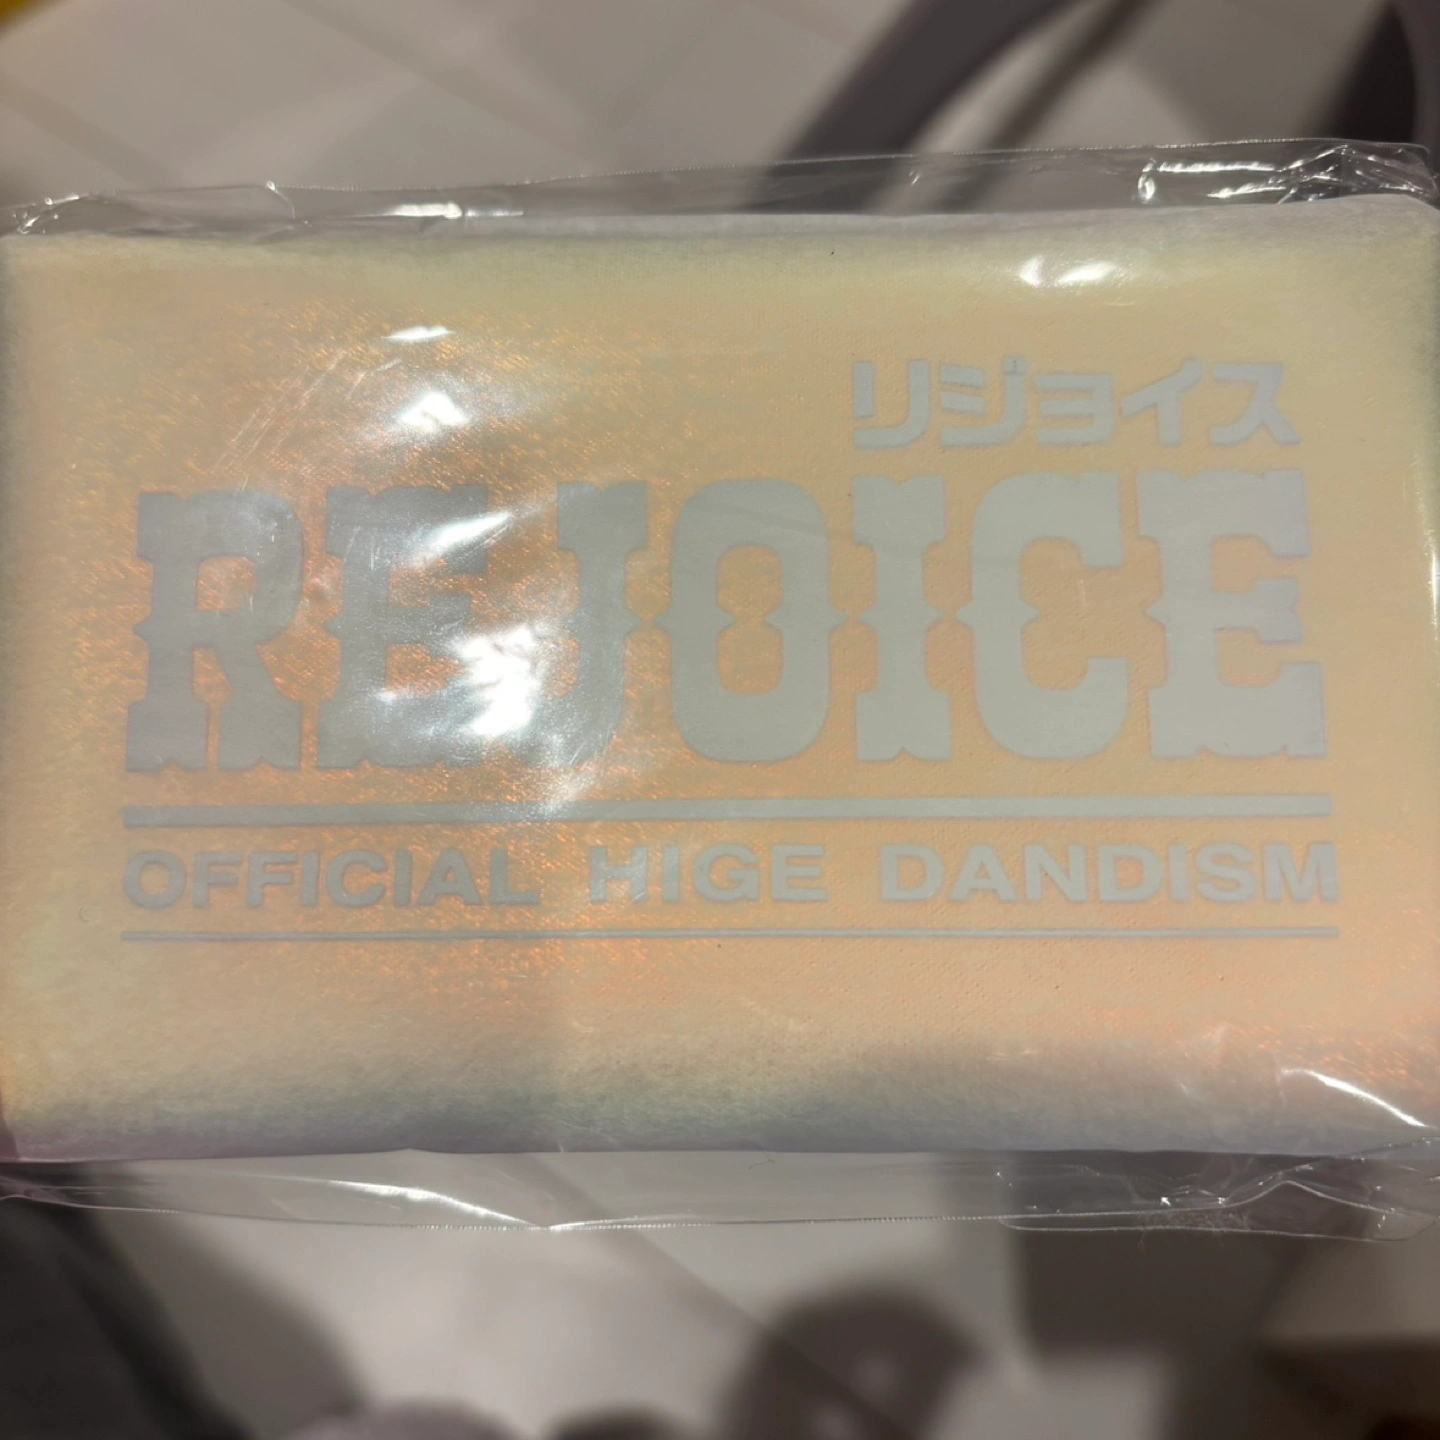 リジョイス
REJOICE
OFFICIAL HIGE DANDISM